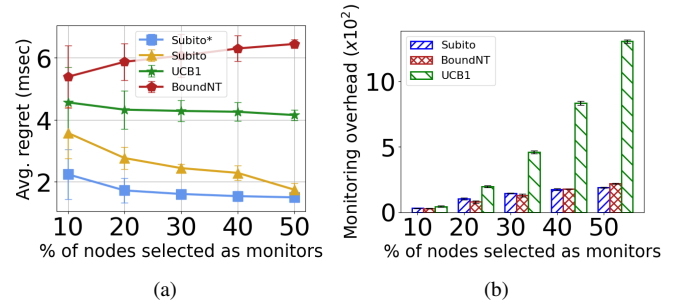 Avg. regret (msec)
6
4
2
Subito*
Subito
UCB1
BoundNT
10 20 30 40 50
% of nodes selected as monitors
(a)
Monitoring overhead (x10²)
10
5
0
Subito
BoundNT
UCB1
10 20 30 40 50
% of nodes selected as monitors
(b)